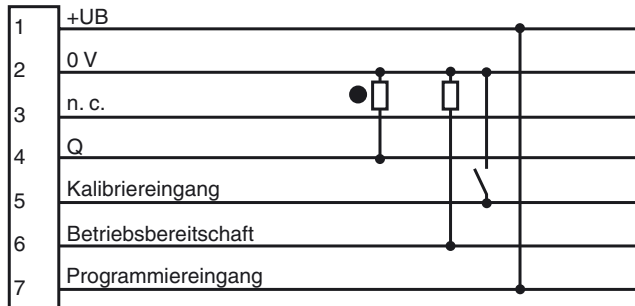 1 +UB
2 0 V
3 n. c.
4 Q
5 Kalibriereingang
6 Betriebsbereitschaft
7 Programmiereingang